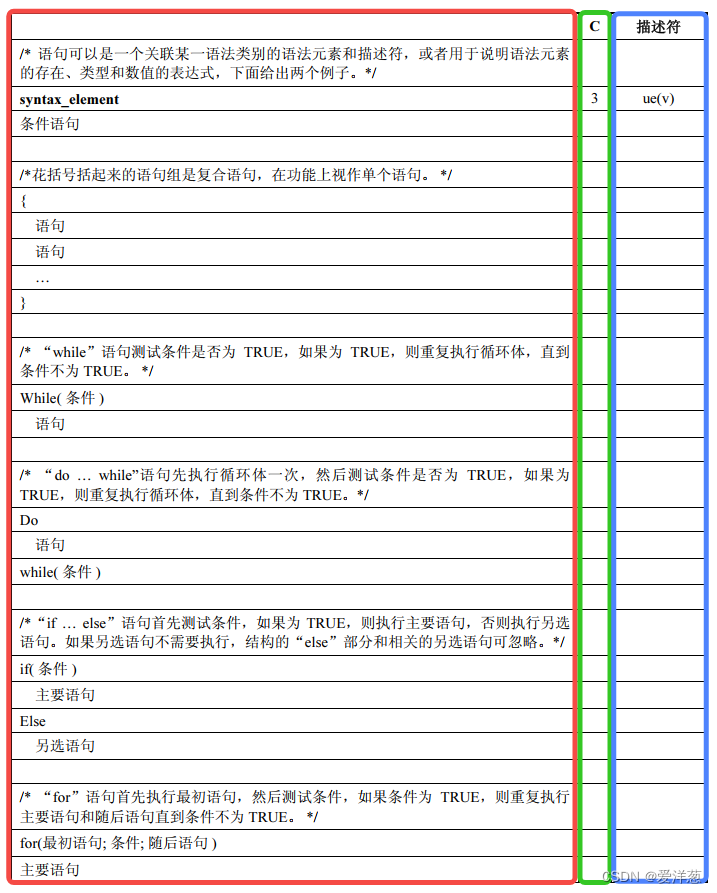 C 描述符
/* 语句可以是一个关联某一语法类别的语法元素和描述符，或者用于说明语法元素
的存在、类型和数值的表达式，下面给出两个例子。*/
syntax_element 3 ue(v)
条件语句
/*花括号括起来的语句组是复合语句，在功能上视作单个语句。 */
{
语句
语句
…
}
/* “while”语句测试条件是否为 TRUE，如果为 TRUE，则重复执行循环体，直到
条件不为 TRUE。 */
While( 条件 )
语句
/* “do … while”语句先执行循环体一次，然后测试条件是否为 TRUE，如果为
TRUE，则重复执行循环体，直到条件不为 TRUE。*/
Do
语句
while( 条件 )
/*“if … else”语句首先测试条件，如果为 TRUE，则执行主要语句，否则执行另选
语句。如果另选语句不需要执行，结构的“else”部分和相关的另选语句可忽略。*/
if( 条件 )
主要语句
Else
另选语句
/* “for”语句首先执行最初语句，然后测试条件，如果条件为 TRUE，则重复执行
主要语句和随后语句直到条件不为 TRUE。 */
for(最初语句; 条件; 随后语句 )
主要语句
CSDN @爱洋葱